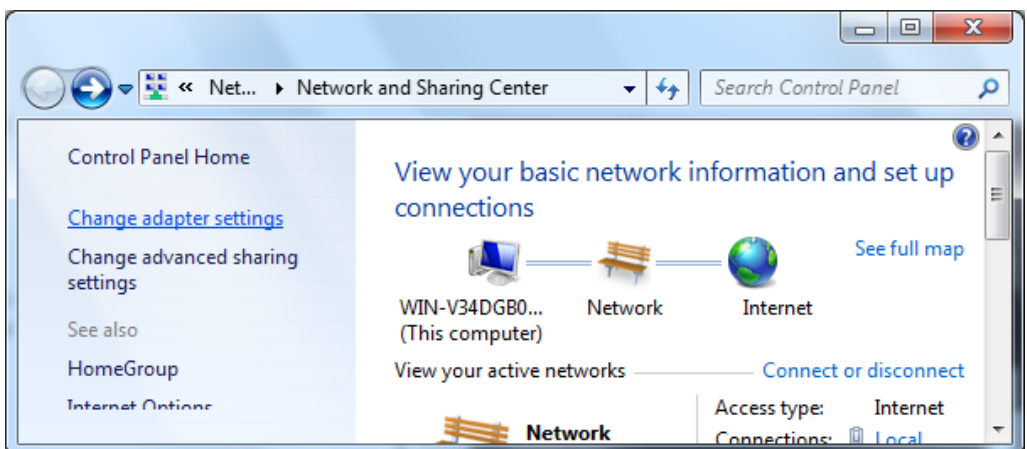 « Net... ▸ Network and Sharing Center
Search Control Panel
Control Panel Home
Change adapter settings
Change advanced sharing
settings
See also
HomeGroup
Internet Options
View your basic network information and set up
connections
See full map
WIN-V34DGB0...
(This computer)
Network
Internet
View your active networks
Connect or disconnect
Network
Access type: Internet
Connections: Local